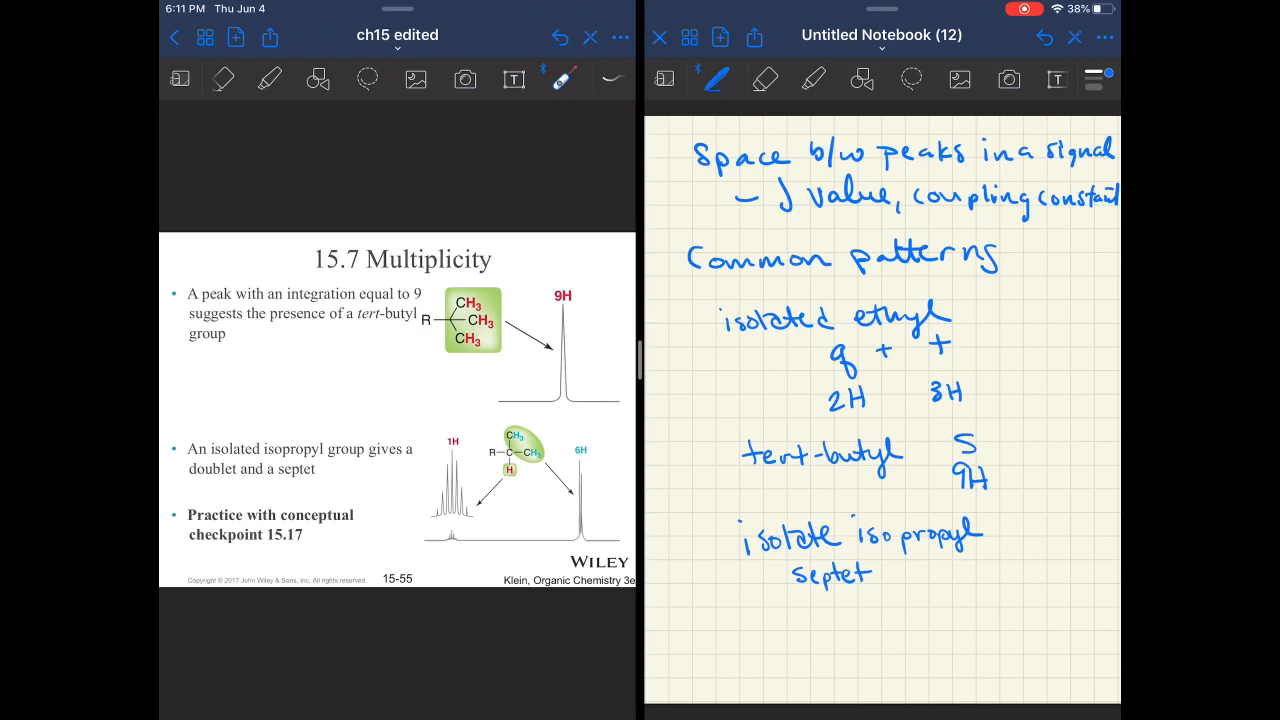 6:11 PM Thu Jun 4
38%
ch15 edited
Untitled Notebook (12)
T
T
15.7 Multiplicity
• A peak with an integration equal to 9
suggests the presence of a tert-butyl
group
R
CH3
CH3
CH3
9H
• An isolated isopropyl group gives a
doublet and a septet
1H
CH3
R—C—CH3
H
6H
• Practice with conceptual
checkpoint 15.17
WILEY
Copyright © 2017 John Wiley & Sons, Inc. All rights reserved.
15-55
Klein, Organic Chemistry 3e
Space b/w peaks in a signal
– J value, coupling constant
Common patterns
isolated ethyl
q + t
2H 3H
tert-butyl s
9H
isolate isopropyl
septet